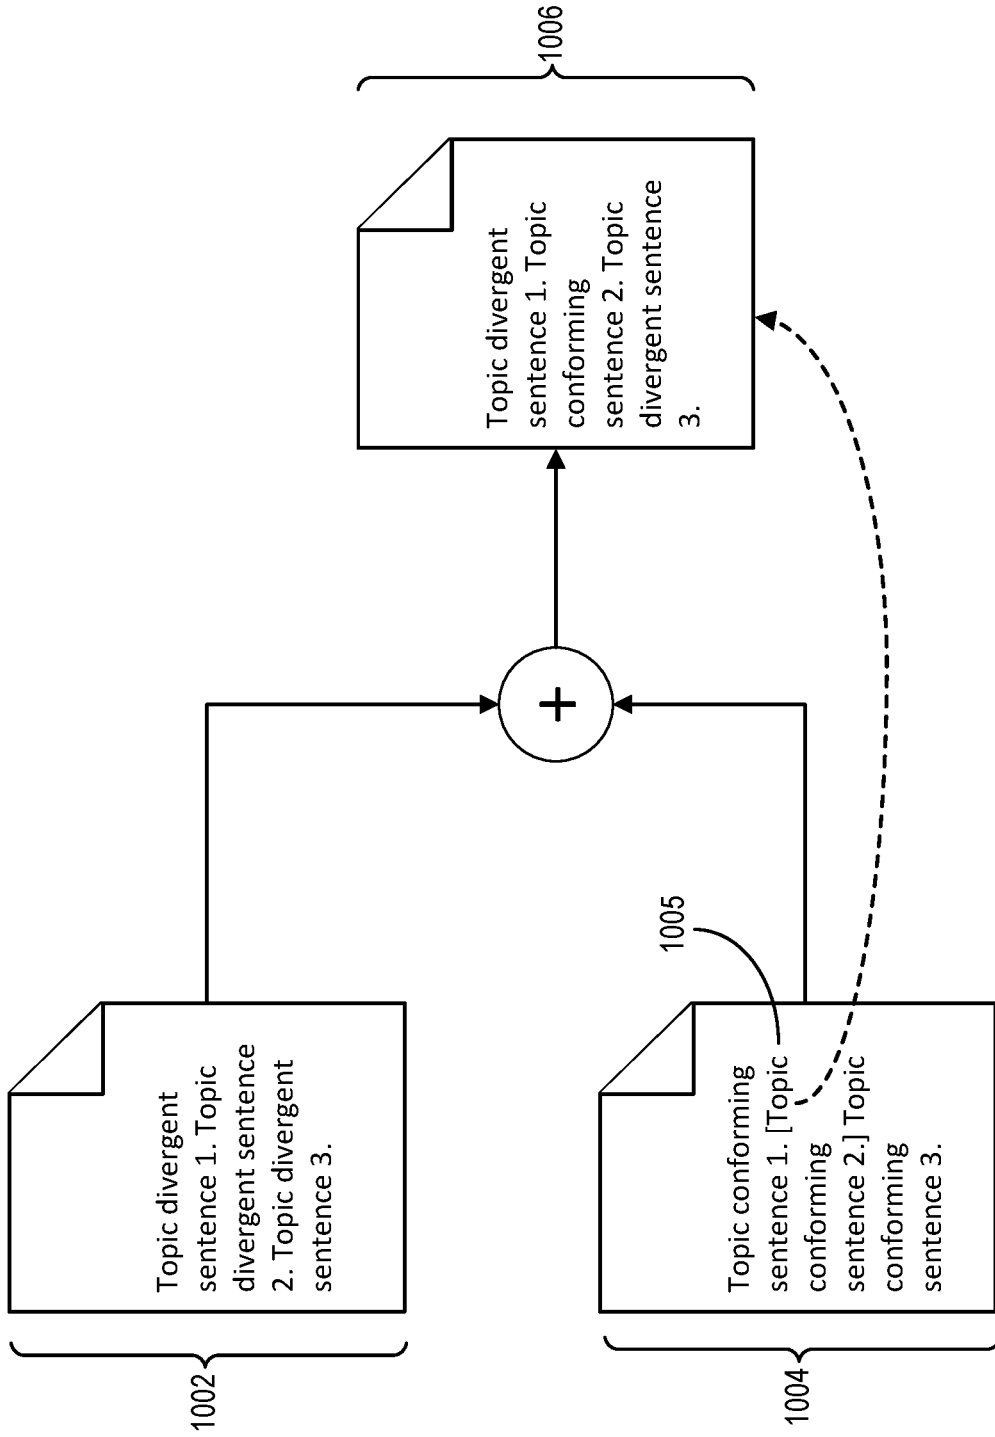 1002
Topic divergent
sentence 1. Topic
divergent sentence
2. Topic divergent
sentence 3.
1004
Topic conforming
sentence 1. [Topic
conforming
sentence 2.] Topic
conforming
sentence 3.
1005
+
1006
Topic divergent
sentence 1. Topic
conforming
sentence 2. Topic
divergent sentence
3.